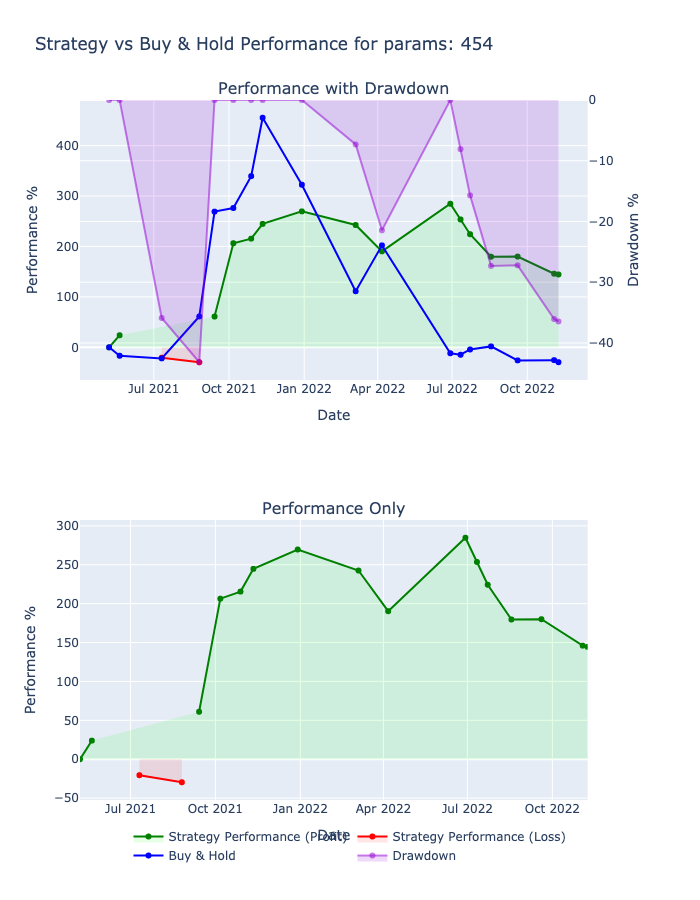 Strategy vs Buy & Hold Performance for params: 454
Performance with Drawdown
400
300
200
100
0
Performance %
0
−10
−20
−30
−40
Drawdown %
Jul 2021 Oct 2021 Jan 2022 Apr 2022 Jul 2022 Oct 2022
Date
Performance Only
300
250
200
150
100
50
0
−50
Performance %
Jul 2021 Oct 2021 Jan 2022 Apr 2022 Jul 2022 Oct 2022
Date
Strategy Performance (Profit) Strategy Performance (Loss)
Buy & Hold Drawdown